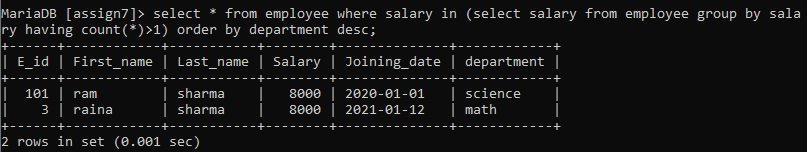 MariaDB [assign7]> select * from employee where salary in (select salary from employee group by sala
ry having count(*)>1) order by department desc;
+------+------------+-----------+--------+--------------+------------+
| E_id | First_name | Last_name | Salary | Joining_date | department |
+------+------------+-----------+--------+--------------+------------+
|  101 | ram        | sharma    |   8000 | 2020-01-01   | science    |
|    3 | raina      | sharma    |   8000 | 2021-01-12   | math       |
+------+------------+-----------+--------+--------------+------------+
2 rows in set (0.001 sec)